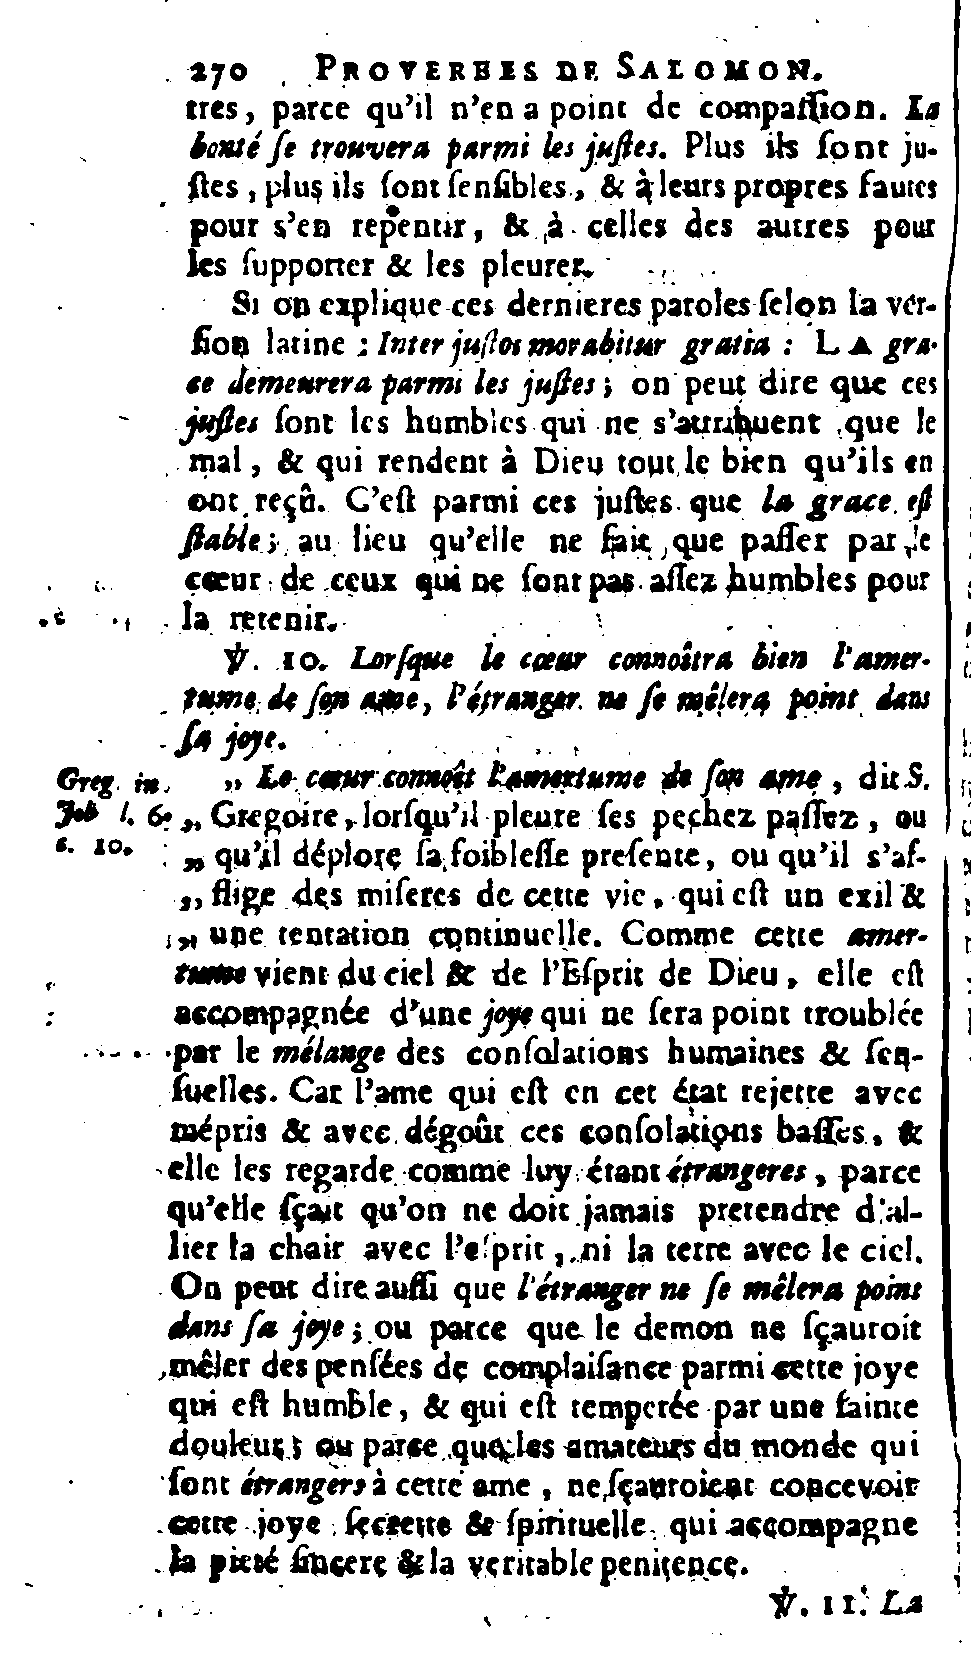 270 PROVERBES DE SALOMON.
tres, parce qu'il n'en a point de compaſſion. La
bonté ſe trouvera parmi les juſtes. Plus ils ſont ju-
ſtes, plus ils ſont ſenſibles, & à leurs propres fautes
pour s'en repentir, & à celles des autres pour
les ſupporter & les pleurer.
Si on explique ces dernieres paroles ſelon la ver-
ſion latine : Inter juſtos morabitur gratia : LA gra-
ce demeurera parmi les juſtes; on peut dire que ces
juſtes ſont les humbles qui ne s'attribuent que le
mal, & qui rendent à Dieu tout le bien qu'ils en
ont reçû. C'eſt parmi ces juſtes que la grace eſt
ſtable; au lieu qu'elle ne fait que paſſer par le
cœur de ceux qui ne ſont pas aſſez humbles pour
la retenir.
℣. 10. Lorſque le cœur connoîtra bien l'amer-
tume de ſon ame, l'étranger ne ſe mêlera point dans
ſa joye.
Greg. in „ Le cœur connoît l'amertume de ſon ame, dit S.
Job l. 6. „ Gregoire, lorſqu'il pleure ſes pechez paſſez, ou
c. 10. „ qu'il déplore ſa foibleſſe preſente, ou qu'il s'af-
„ flige des miſeres de cette vie, qui eſt un exil &
„ une tentation continuelle. Comme cette amer-
tume vient du ciel & de l'Eſprit de Dieu, elle eſt
accompagnée d'une joye qui ne ſera point troublée
par le mélange des conſolations humaines & ſen-
ſuelles. Car l'ame qui eſt en cet état rejette avec
mépris & avec dégoût ces conſolations baſſes, &
elle les regarde comme luy étant étrangeres, parce
qu'elle ſçait qu'on ne doit jamais pretendre d'al-
lier la chair avec l'eſprit, ni la terre avec le ciel.
On peut dire auſſi que l'étranger ne ſe mêlera point
dans ſa joye; ou parce que le demon ne ſçauroit
mêler des penſées de complaiſance parmi cette joye
qui eſt humble, & qui eſt temperée par une ſainte
douleur; ou parce que les amateurs du monde qui
ſont étrangers à cette ame, ne ſçauroient concevoir
cette joye ſecrette & ſpirituelle qui accompagne
la pieté ſincere & la veritable penitence.
℣. 11. La